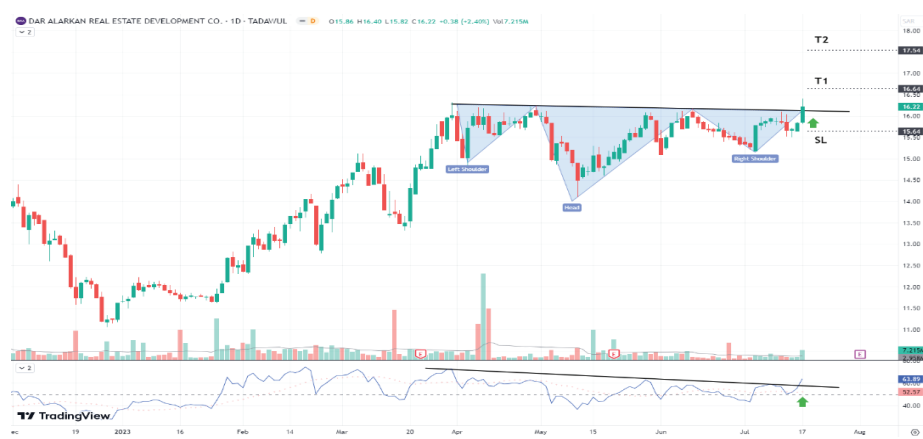 DAR ALARKAN REAL ESTATE DEVELOPMENT CO. · 1D · TADAWUL D O15.86 H16.40 L15.82 C16.22 −0.38 (−2.40%) Vol7.215M
2
18.00
T2
17.54
17.00
T1
16.64
16.50
16.22
16.00
15.64
SL
15.00
Left Shoulder
Right Shoulder
14.50
14.00
Head
13.50
13.00
12.50
12.00
11.50
11.00
E
E
E
7.215M
2
63.89
52.57
40.00
TradingView
19
2023
16
Feb
14
Mar
20
Apr
May
15
Jun
Jul
17
Aug